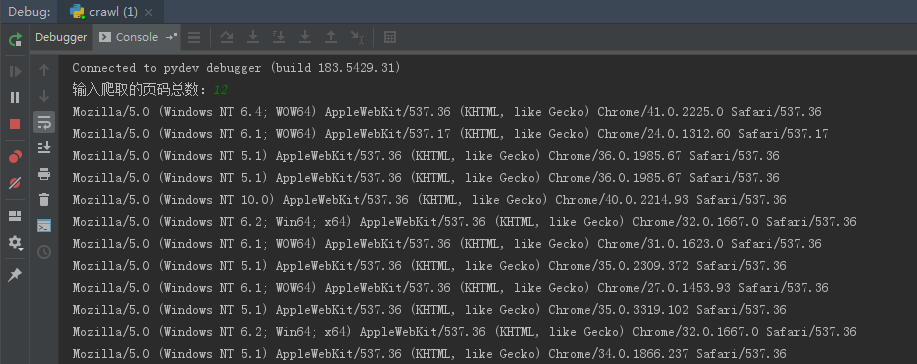 Debug: crawl (1)
Debugger Console
Connected to pydev debugger (build 183.5429.31)
输入爬取的页码总数：12
Mozilla/5.0 (Windows NT 6.4; WOW64) AppleWebKit/537.36 (KHTML, like Gecko) Chrome/41.0.2225.0 Safari/537.36
Mozilla/5.0 (Windows NT 6.1; WOW64) AppleWebKit/537.17 (KHTML, like Gecko) Chrome/24.0.1312.60 Safari/537.17
Mozilla/5.0 (Windows NT 5.1) AppleWebKit/537.36 (KHTML, like Gecko) Chrome/36.0.1985.67 Safari/537.36
Mozilla/5.0 (Windows NT 5.1) AppleWebKit/537.36 (KHTML, like Gecko) Chrome/36.0.1985.67 Safari/537.36
Mozilla/5.0 (Windows NT 10.0) AppleWebKit/537.36 (KHTML, like Gecko) Chrome/40.0.2214.93 Safari/537.36
Mozilla/5.0 (Windows NT 6.2; Win64; x64) AppleWebKit/537.36 (KHTML, like Gecko) Chrome/32.0.1667.0 Safari/537.36
Mozilla/5.0 (Windows NT 6.1; WOW64) AppleWebKit/537.36 (KHTML, like Gecko) Chrome/31.0.1623.0 Safari/537.36
Mozilla/5.0 (Windows NT 5.1) AppleWebKit/537.36 (KHTML, like Gecko) Chrome/35.0.2309.372 Safari/537.36
Mozilla/5.0 (Windows NT 6.1; WOW64) AppleWebKit/537.36 (KHTML, like Gecko) Chrome/27.0.1453.93 Safari/537.36
Mozilla/5.0 (Windows NT 5.1) AppleWebKit/537.36 (KHTML, like Gecko) Chrome/35.0.3319.102 Safari/537.36
Mozilla/5.0 (Windows NT 6.2; Win64; x64) AppleWebKit/537.36 (KHTML, like Gecko) Chrome/32.0.1667.0 Safari/537.36
Mozilla/5.0 (Windows NT 5.1) AppleWebKit/537.36 (KHTML, like Gecko) Chrome/34.0.1866.237 Safari/537.36